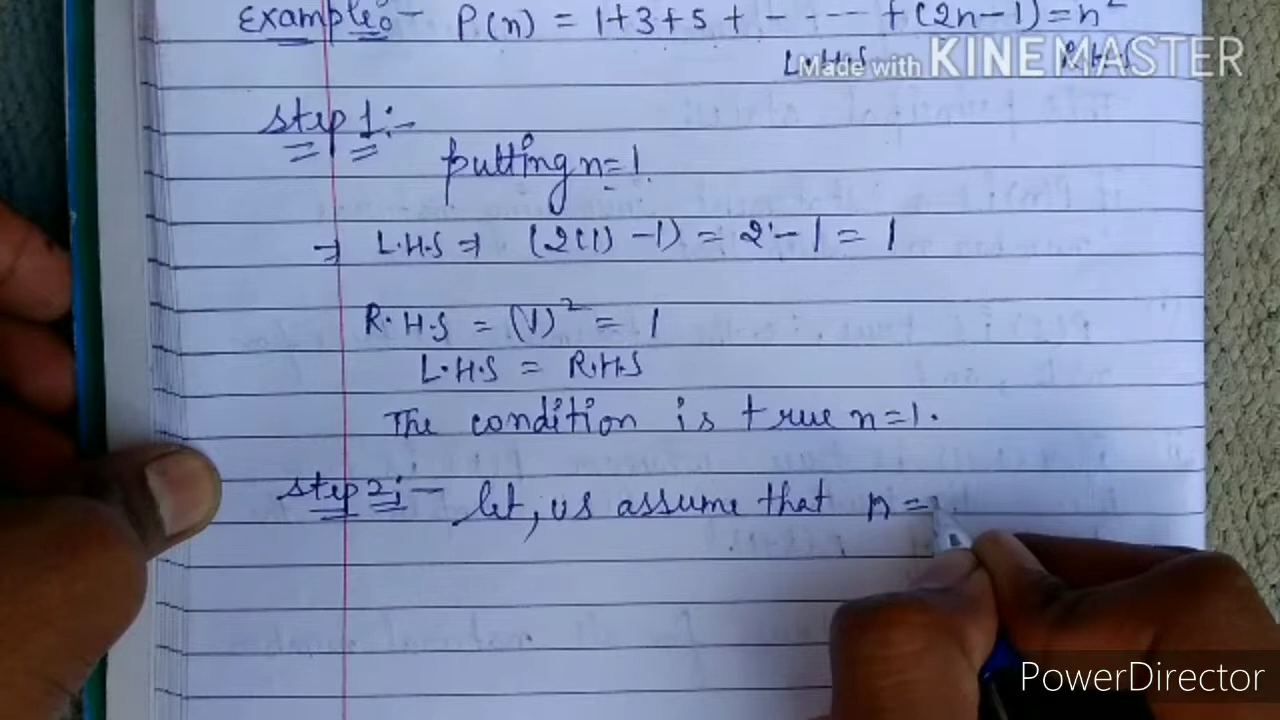 Example:- P(n) = 1+3+5+ - - - - - +(2n-1)=n²
L.H.S R.H.S
Made with KINEMASTER
Step 1:-
putting n=1.
⇒ L.H.S ⇒ (2(1) -1) = 2-1 = 1
R.H.S = (1)² = 1
L.H.S = R.H.S
The condition is true n=1.
Step 2:- let, us assume that n =
PowerDirector